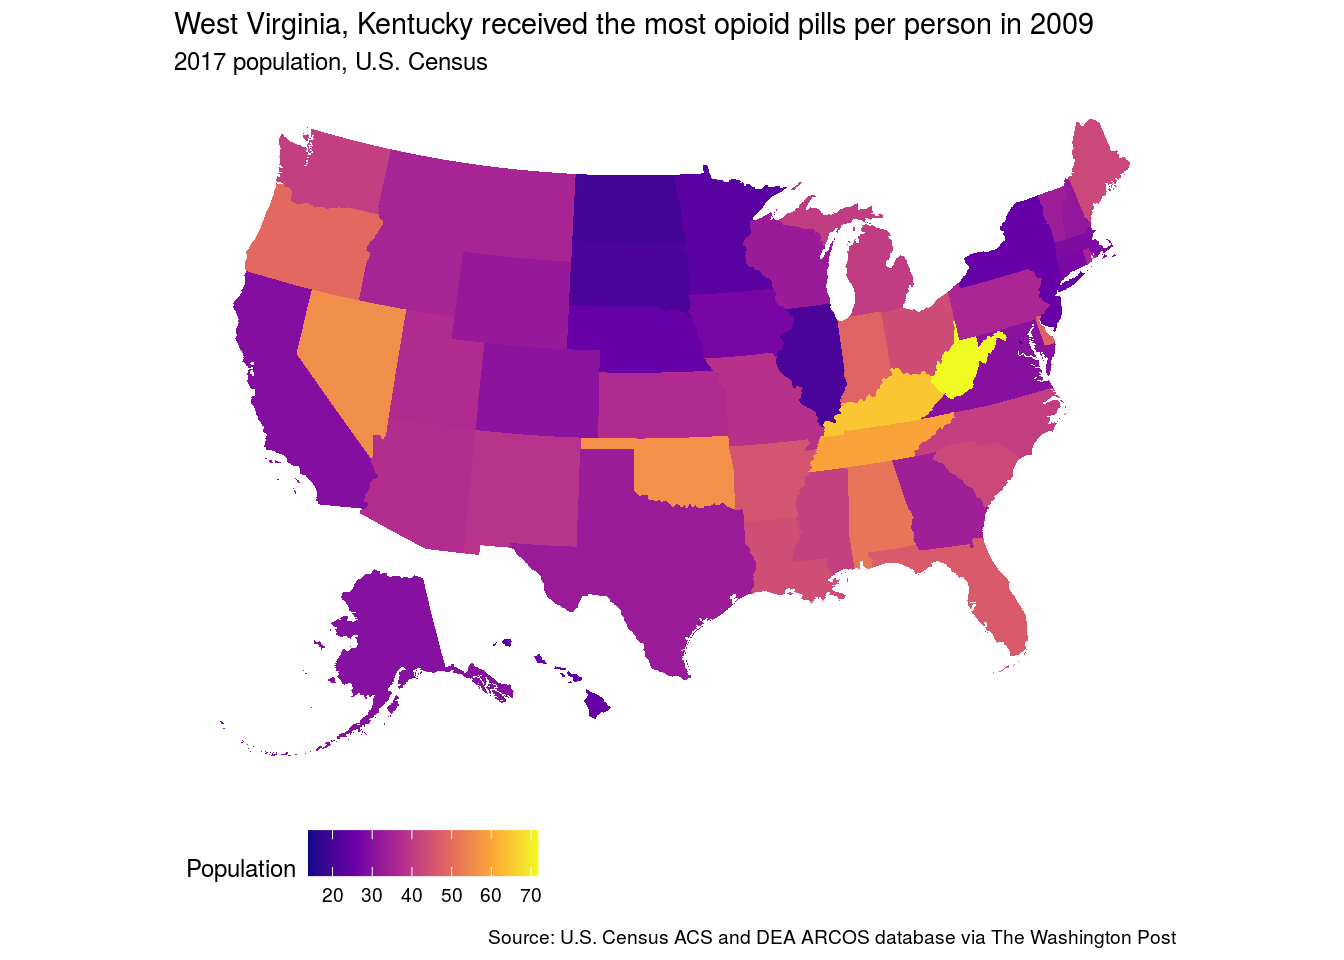 West Virginia, Kentucky received the most opioid pills per person in 2009
2017 population, U.S. Census
Population
20 30 40 50 60 70
Source: U.S. Census ACS and DEA ARCOS database via The Washington Post